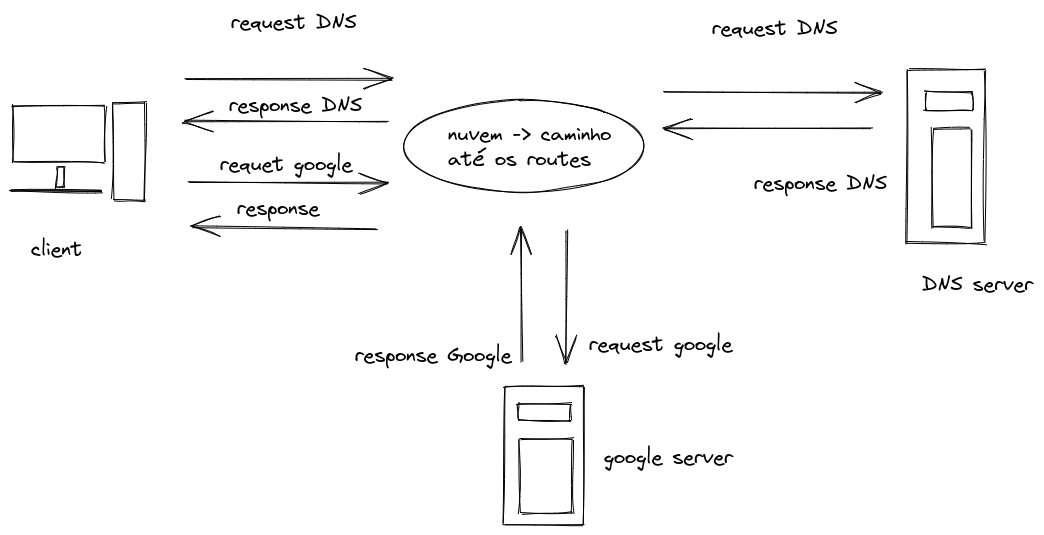 request DNS
request DNS
response DNS
nuvem -> caminho
até os routes
requet google
response DNS
response
client
DNS server
response Google
request google
google server